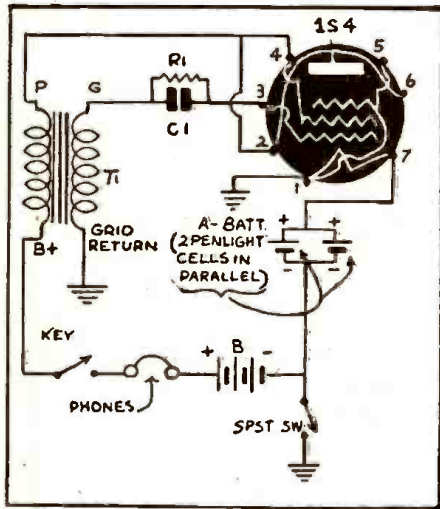 1S4
4
5
P
G
R1
6
3
C1
2
7
1
T1
A-BATT.
(2 PENLIGHT
CELLS IN
PARALLEL)
+
+
-
-
GRID
RETURN
B+
KEY
+
B
-
PHONES
SPST SW.